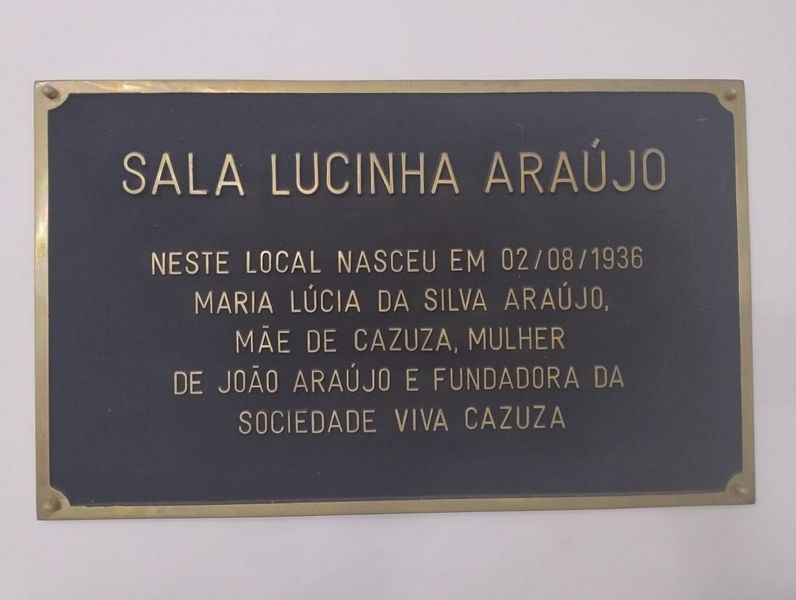 SALA LUCINHA ARAÚJO
NESTE LOCAL NASCEU EM 02/08/1936
MARIA LÚCIA DA SILVA ARAÚJO,
MÃE DE CAZUZA, MULHER
DE JOÃO ARAÚJO E FUNDADORA DA
SOCIEDADE VIVA CAZUZA